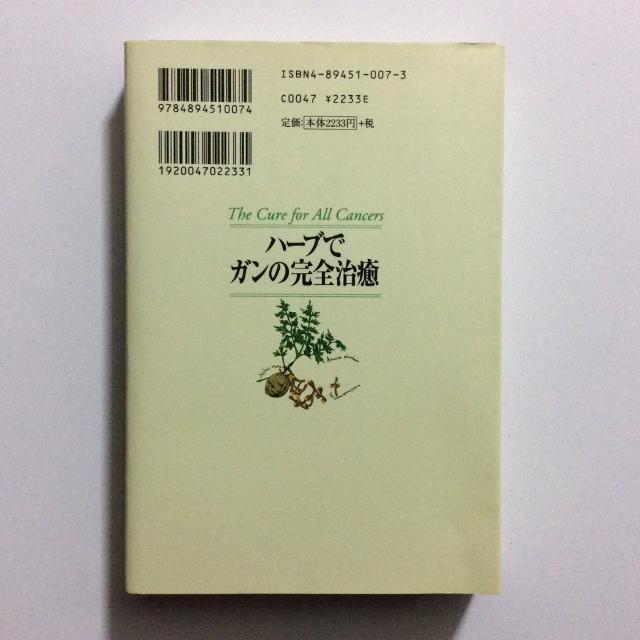 ISBN4-89451-007-3
9784894510074
C0047 ¥2233E
定価:本体2233円+税
1920047022331
The Cure for All Cancers
ハーブで
ガンの完全治癒